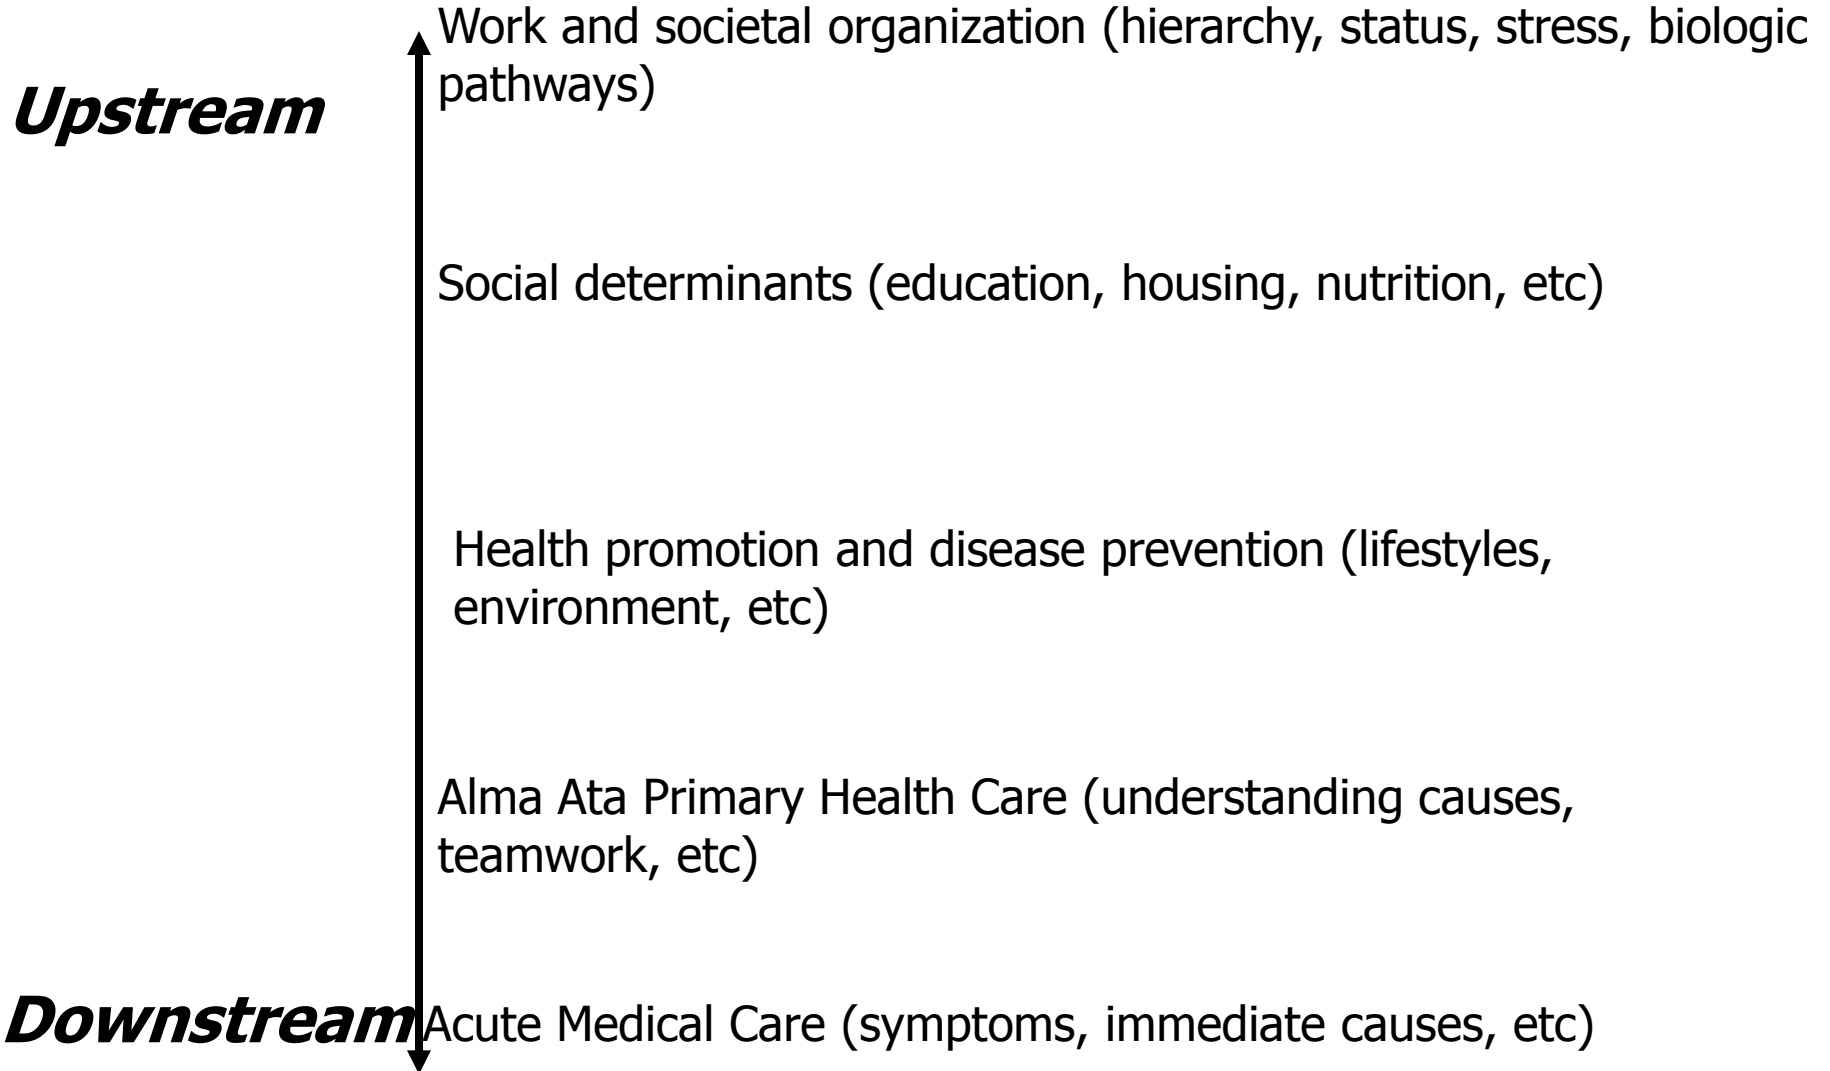 Work and societal organization (hierarchy, status, stress, biologic
pathways)
Upstream
Social determinants (education, housing, nutrition, etc)
Health promotion and disease prevention (lifestyles,
environment, etc)
Alma Ata Primary Health Care (understanding causes,
teamwork, etc)
Downstream
Acute Medical Care (symptoms, immediate causes, etc)